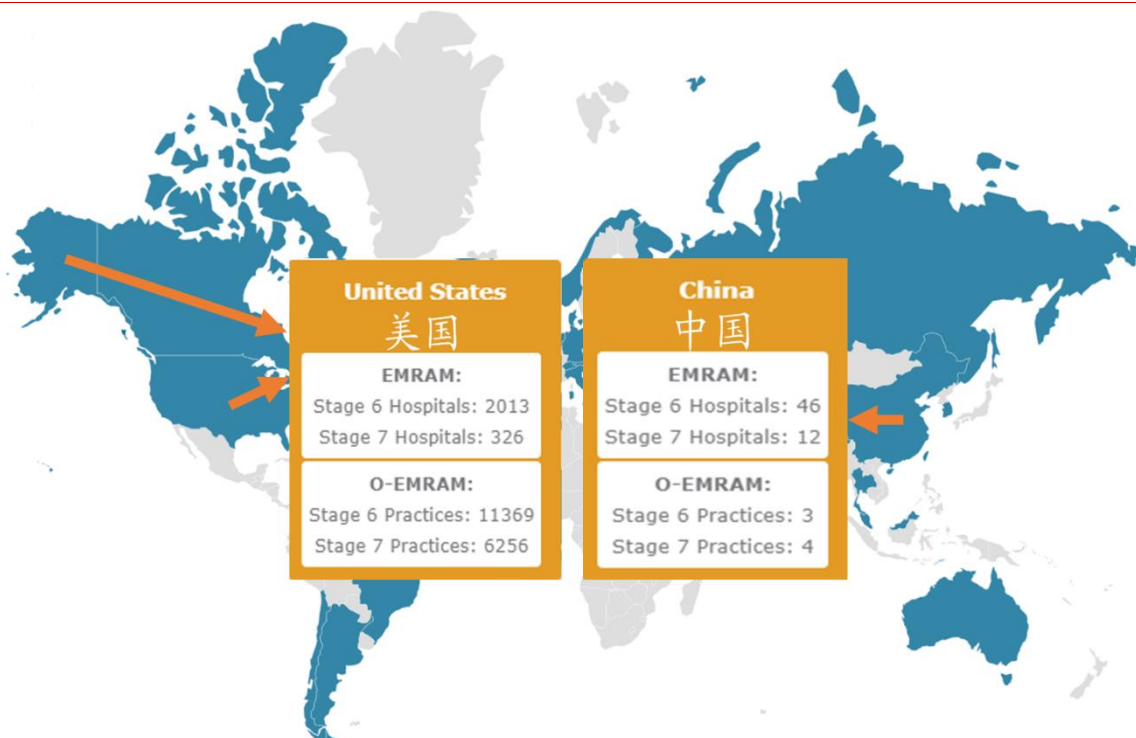 United States
美国
EMRAM:
Stage 6 Hospitals: 2013
Stage 7 Hospitals: 326
O-EMRAM:
Stage 6 Practices: 11369
Stage 7 Practices: 6256
China
中国
EMRAM:
Stage 6 Hospitals: 46
Stage 7 Hospitals: 12
O-EMRAM:
Stage 6 Practices: 3
Stage 7 Practices: 4